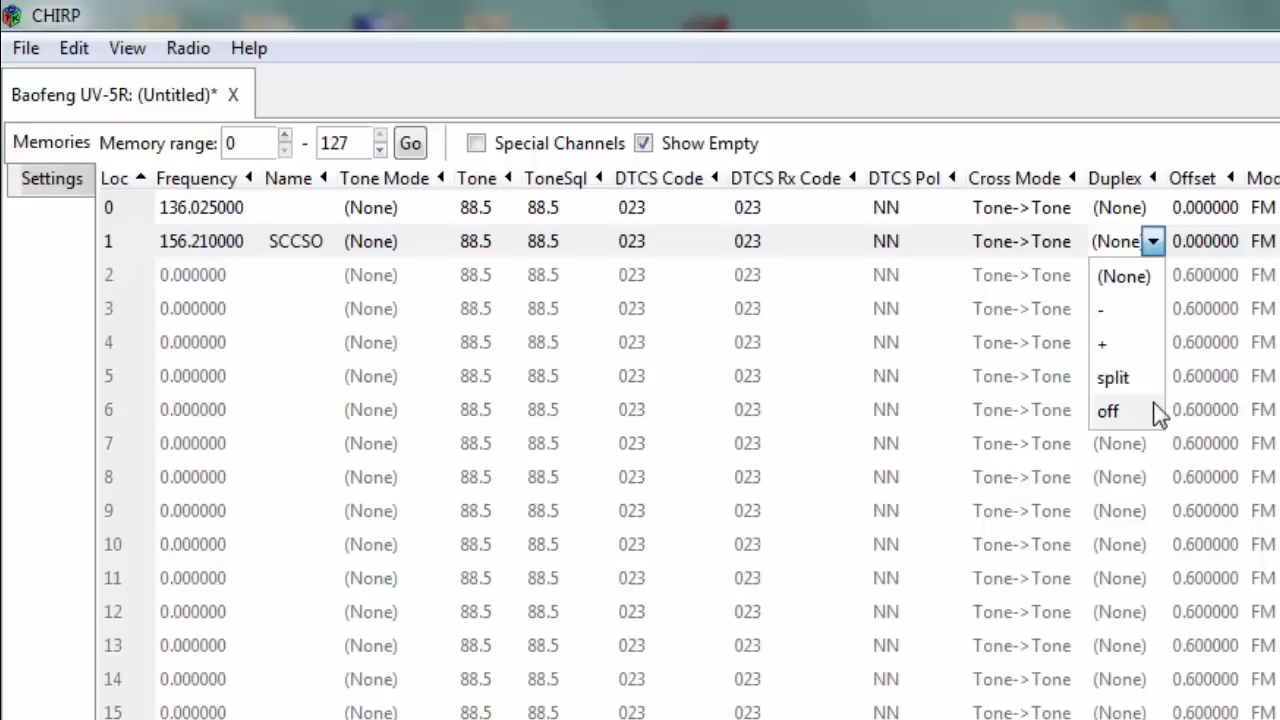 CHIRP
File Edit View Radio Help
Baofeng UV-5R: (Untitled)* X
Memories Memory range: 0 - 127 Go Special Channels Show Empty
Settings Loc Frequency Name Tone Mode Tone ToneSql DTCS Code DTCS Rx Code DTCS Pol Cross Mode Duplex Offset Mod
0 136.025000 (None) 88.5 88.5 023 023 NN Tone->Tone (None) 0.000000 FM
1 156.210000 SCCSO (None) 88.5 88.5 023 023 NN Tone->Tone (None 0.000000 FM
2 0.000000 (None) 88.5 88.5 023 023 NN Tone->Tone (None) 0.600000 FM
3 0.000000 (None) 88.5 88.5 023 023 NN Tone->Tone - 0.600000 FM
4 0.000000 (None) 88.5 88.5 023 023 NN Tone->Tone + 0.600000 FM
5 0.000000 (None) 88.5 88.5 023 023 NN Tone->Tone split 0.600000 FM
6 0.000000 (None) 88.5 88.5 023 023 NN Tone->Tone off 0.600000 FM
7 0.000000 (None) 88.5 88.5 023 023 NN Tone->Tone (None) 0.600000 FM
8 0.000000 (None) 88.5 88.5 023 023 NN Tone->Tone (None) 0.600000 FM
9 0.000000 (None) 88.5 88.5 023 023 NN Tone->Tone (None) 0.600000 FM
10 0.000000 (None) 88.5 88.5 023 023 NN Tone->Tone (None) 0.600000 FM
11 0.000000 (None) 88.5 88.5 023 023 NN Tone->Tone (None) 0.600000 FM
12 0.000000 (None) 88.5 88.5 023 023 NN Tone->Tone (None) 0.600000 FM
13 0.000000 (None) 88.5 88.5 023 023 NN Tone->Tone (None) 0.600000 FM
14 0.000000 (None) 88.5 88.5 023 023 NN Tone->Tone (None) 0.600000 FM
15 0.000000 (None) 88.5 88.5 023 023 NN Tone->Tone (None) 0.600000 FM